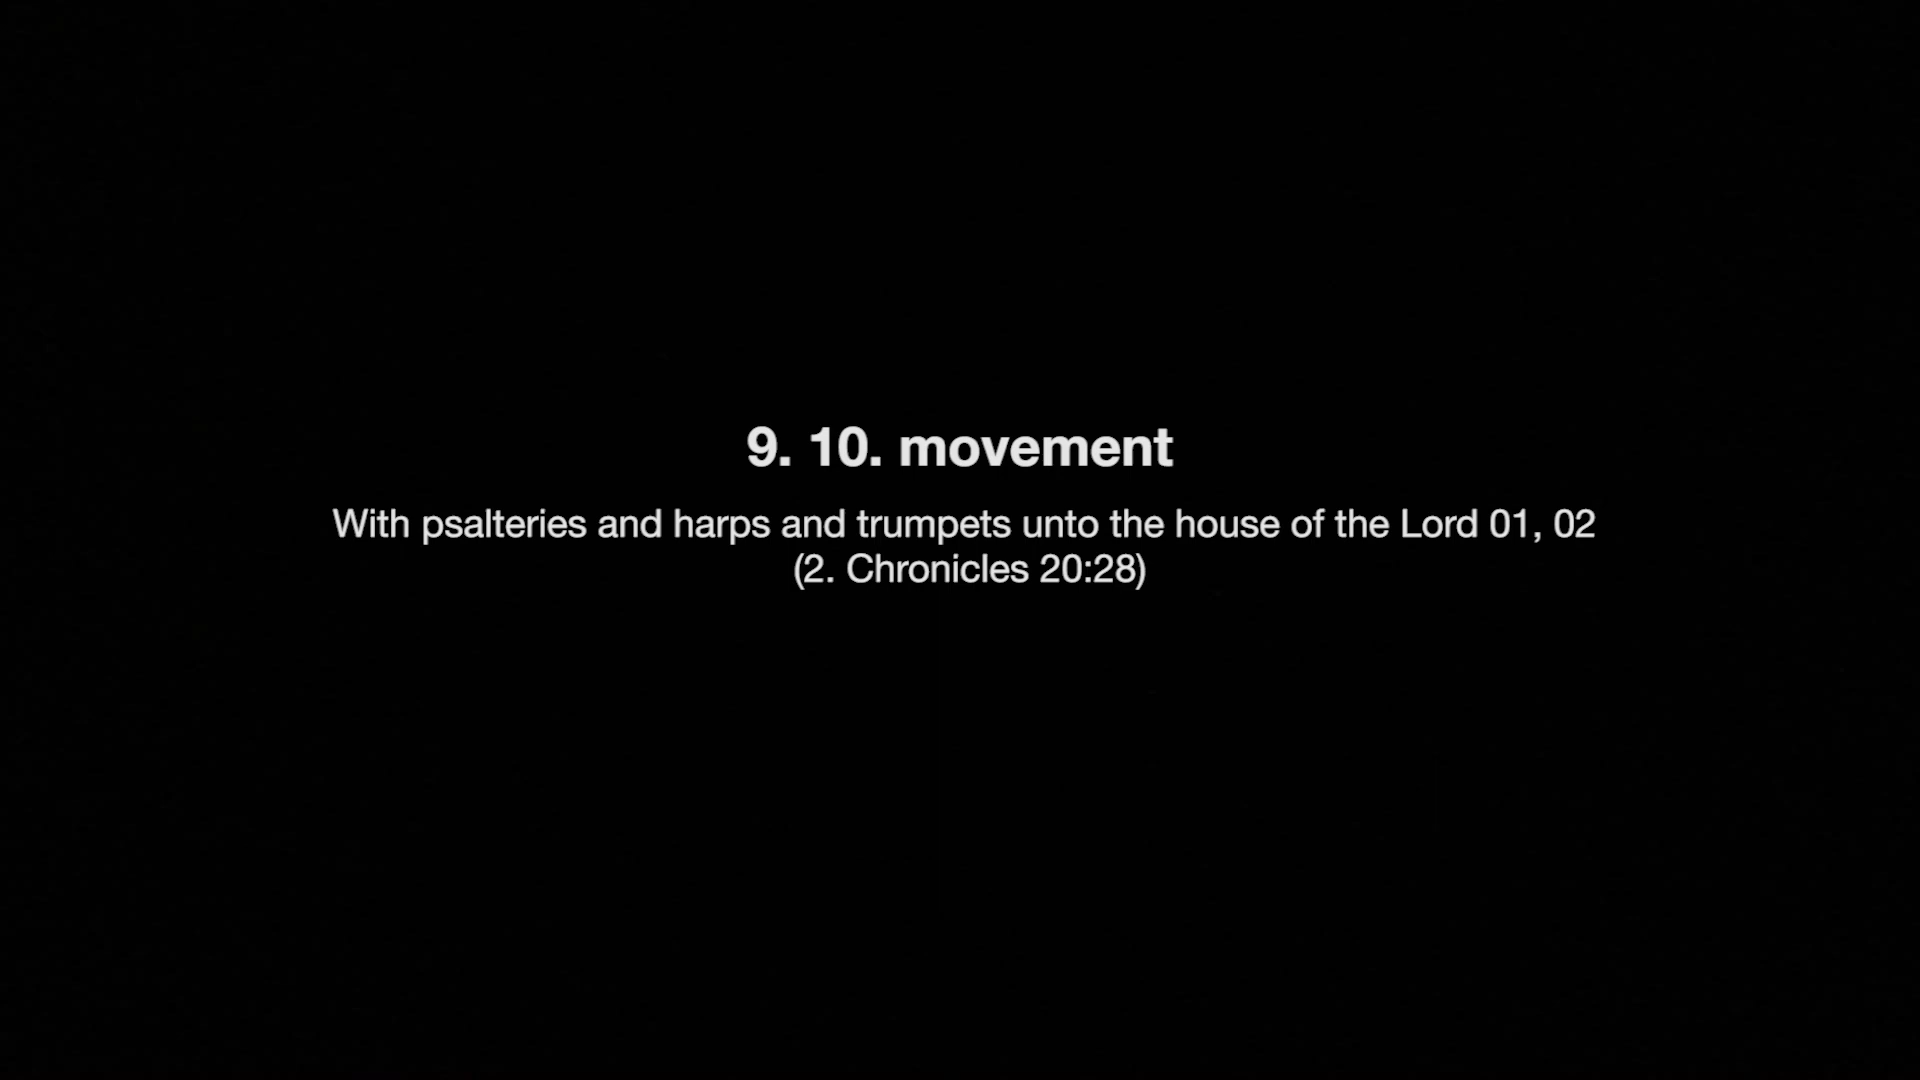 9. 10. movement
With psalteries and harps and trumpets unto the house of the Lord 01, 02
(2. Chronicles 20:28)